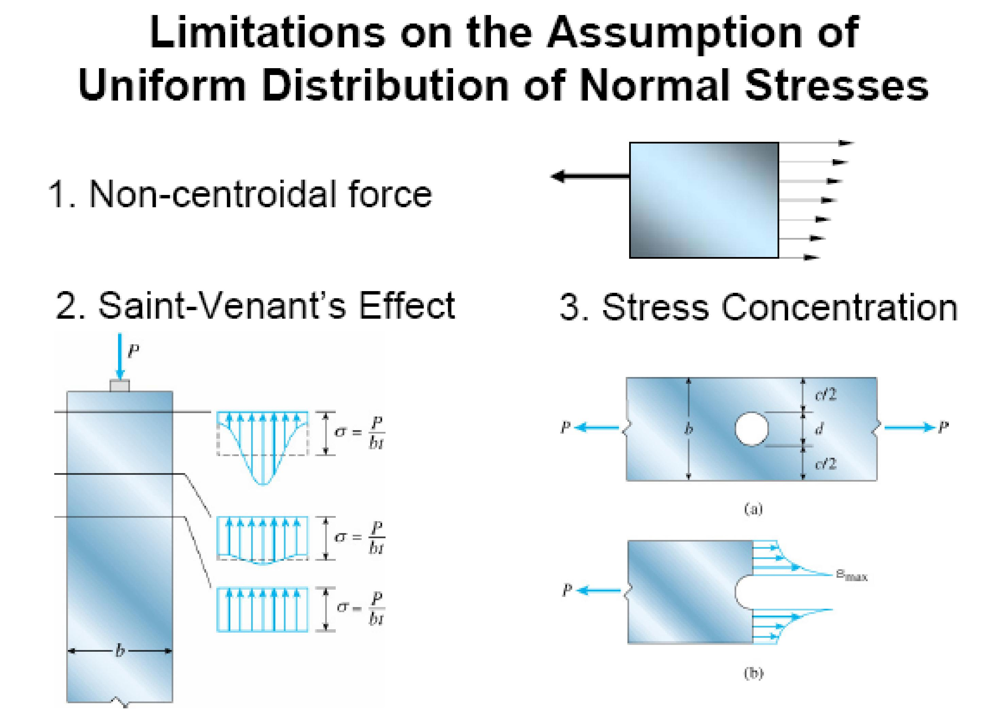 Limitations on the Assumption of
Uniform Distribution of Normal Stresses
1. Non-centroidal force
2. Saint-Venant's Effect
3. Stress Concentration
P
σ = P/bt
σ = P/bt
σ = P/bt
b
c/2
P
b
d
P
c/2
(a)
P
(b)